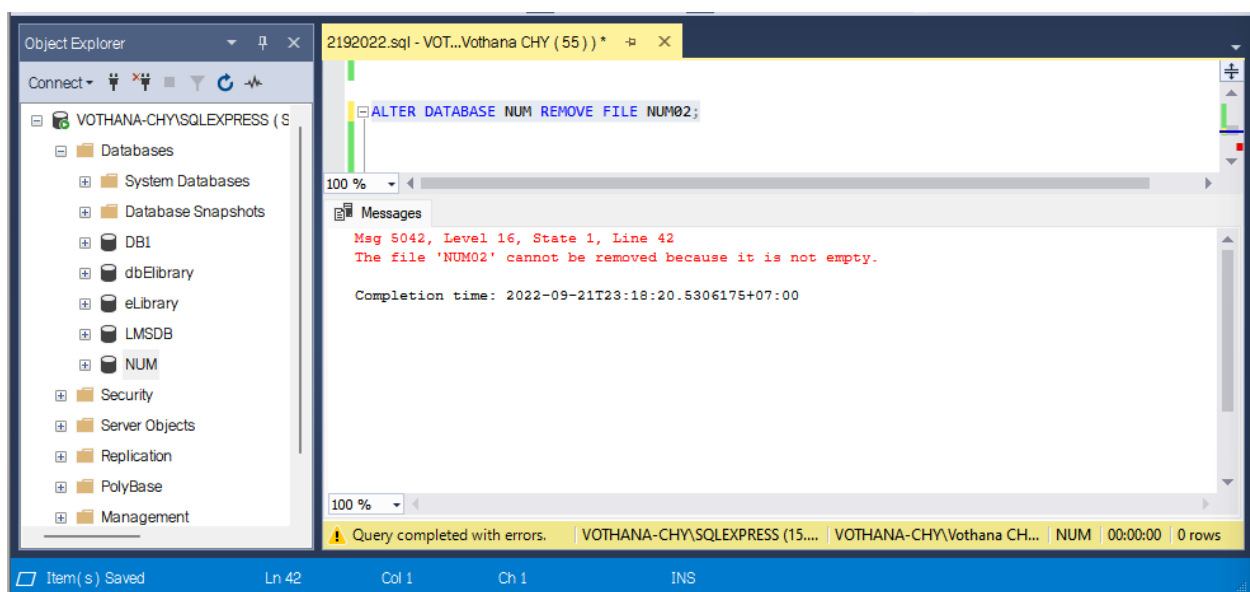 Object Explorer
Connect
VOTHANA-CHY\SQLEXPRESS ( S
Databases
System Databases
Database Snapshots
DB1
dbElibrary
eLibrary
LMSDB
NUM
Security
Server Objects
Replication
PolyBase
Management
2192022.sql - VOT...Vothana CHY ( 55 ) ) *
ALTER DATABASE NUM REMOVE FILE NUM02;
100 %
Messages
Msg 5042, Level 16, State 1, Line 42
The file 'NUM02' cannot be removed because it is not empty.
Completion time: 2022-09-21T23:18:20.5306175+07:00
100 %
Query completed with errors. VOTHANA-CHY\SQLEXPRESS (15.... VOTHANA-CHY\Vothana CH... NUM 00:00:00 0 rows
Item( s ) Saved Ln 42 Col 1 Ch 1 INS